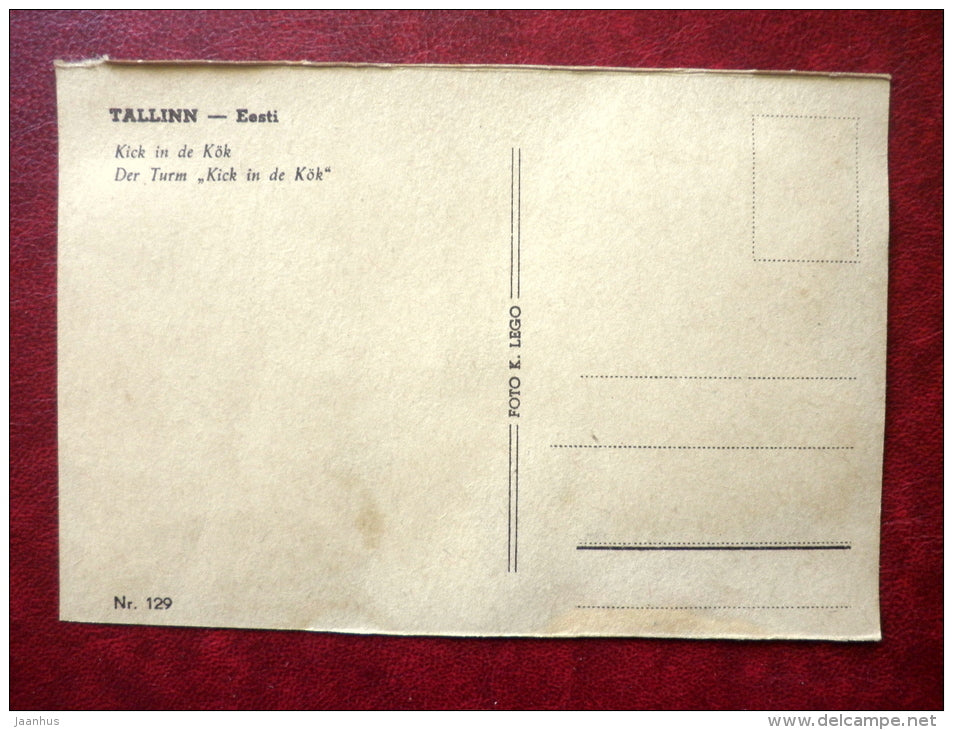 TALLINN — Eesti
Kick in de Kök
Der Turm „Kick in de Kök“
FOTO K. LEGO
Nr. 129
Jaanhus
www.delcampe.net